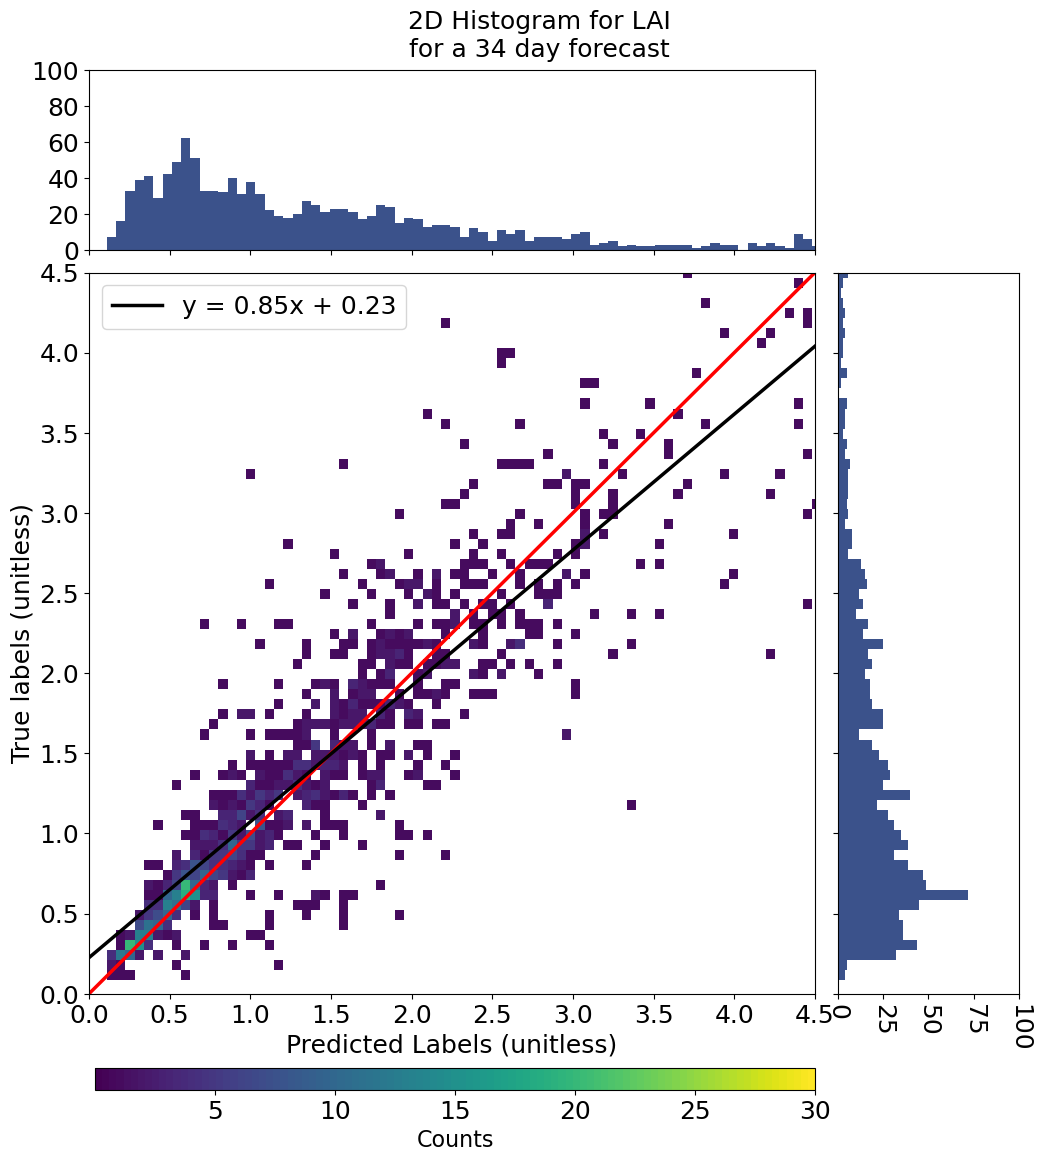 2D Histogram for LAI
for a 34 day forecast
100
80
60
40
20
0
4.5
4.0
3.5
3.0
2.5
2.0
1.5
1.0
0.5
0.0
True labels (unitless)
y = 0.85x + 0.23
0.0 0.5 1.0 1.5 2.0 2.5 3.0 3.5 4.0 4.5
Predicted Labels (unitless)
0 25 50 75 100
5 10 15 20 25 30
Counts